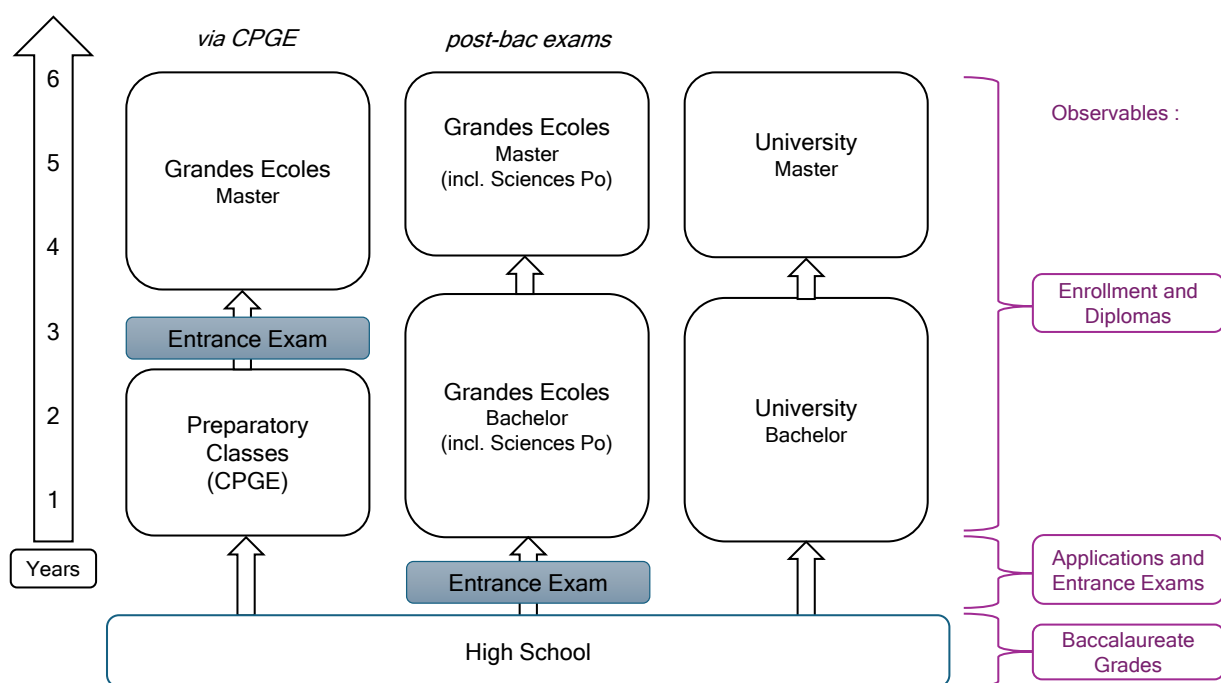 via CPGE
post-bac exams
6
5
4
3
2
1
Years
Grandes Ecoles
Master
Entrance Exam
Preparatory
Classes
(CPGE)
Grandes Ecoles
Master
(incl. Sciences Po)
Grandes Ecoles
Bachelor
(incl. Sciences Po)
Entrance Exam
University
Master
University
Bachelor
High School
Observables :
Enrollment and
Diplomas
Applications and
Entrance Exams
Baccalaureate
Grades